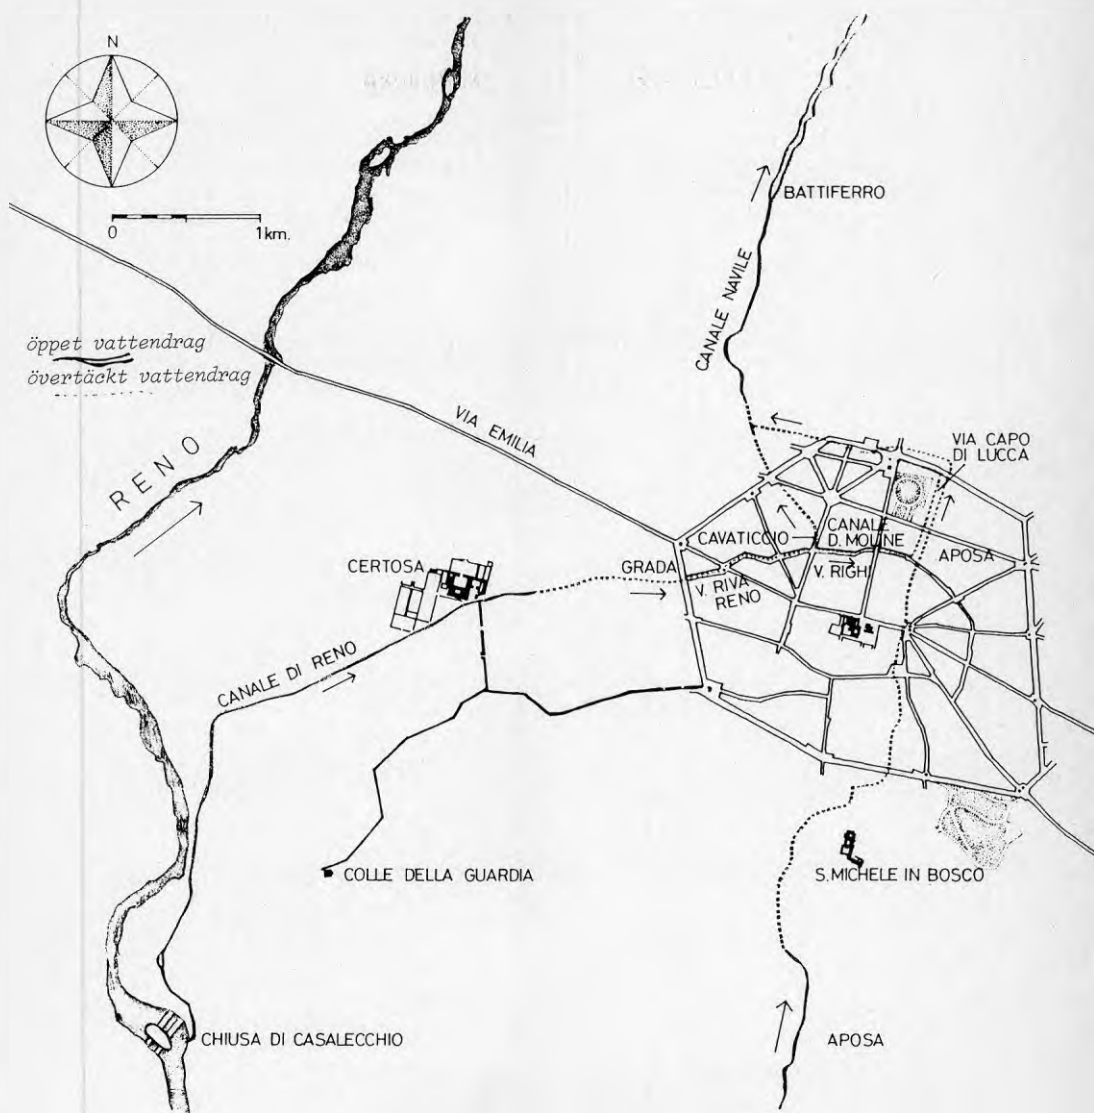 N
0 1km.
BATTIFERRO
CANALE NAVILE
öppet vattendrag
övertäckt vattendrag
RENO
VIA EMILIA
VIA CAPO
DI LUCCA
CERTOSA
GRADA
CAVATICCIO
CANALE
D. MOLINE
APOSA
V. RIGHI
V. RIVA
RENO
CANALE DI RENO
COLLE DELLA GUARDIA
S. MICHELE IN BOSCO
CHIUSA DI CASALECCHIO
APOSA